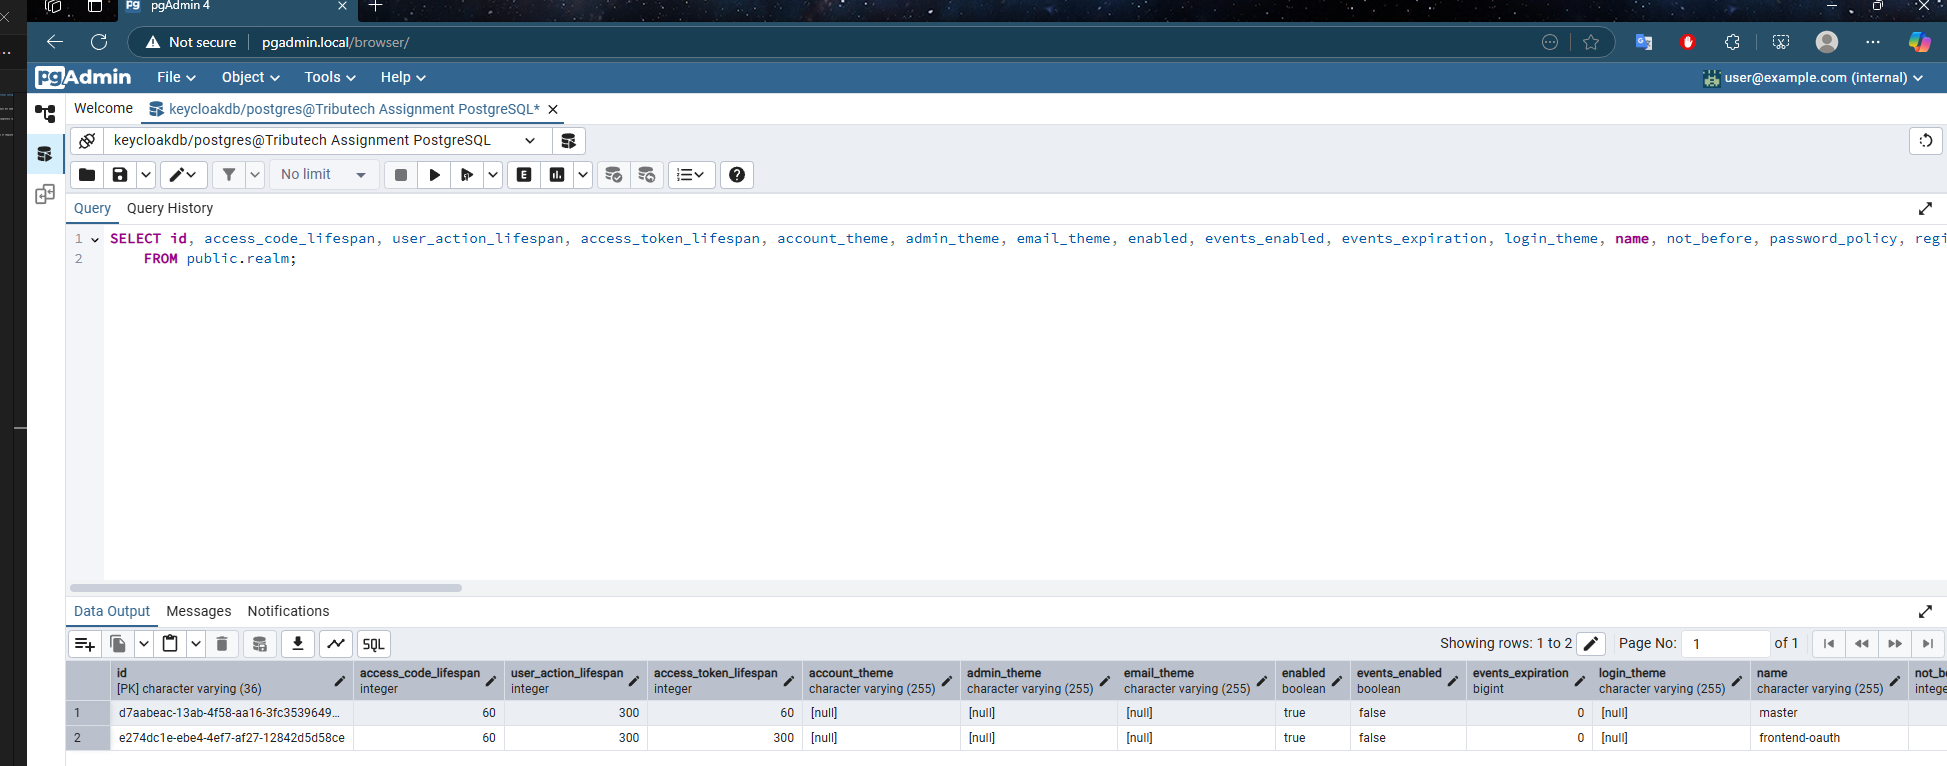 pgAdmin 4
Not secure pgadmin.local/browser/
pgAdmin File Object Tools Help user@example.com (internal)
Welcome keycloakdb/postgres@Tributech Assignment PostgreSQL*
keycloakdb/postgres@Tributech Assignment PostgreSQL
No limit E
Query Query History
1 SELECT id, access_code_lifespan, user_action_lifespan, access_token_lifespan, account_theme, admin_theme, email_theme, enabled, events_enabled, events_expiration, login_theme, name, not_before, password_policy, regi
2 FROM public.realm;
Data Output Messages Notifications
SQL Showing rows: 1 to 2 Page No: 1 of 1
id access_code_lifespan user_action_lifespan access_token_lifespan account_theme admin_theme email_theme enabled events_enabled events_expiration login_theme name not_b
[PK] character varying (36) integer integer integer character varying (255) character varying (255) character varying (255) boolean boolean bigint character varying (255) character varying (255) intege
1 d7aabeac-13ab-4f58-aa16-3fc3539649... 60 300 60 [null] [null] [null] true false 0 [null] master
2 e274dc1e-ebe4-4ef7-af27-12842d5d58ce 60 300 300 [null] [null] [null] true false 0 [null] frontend-oauth